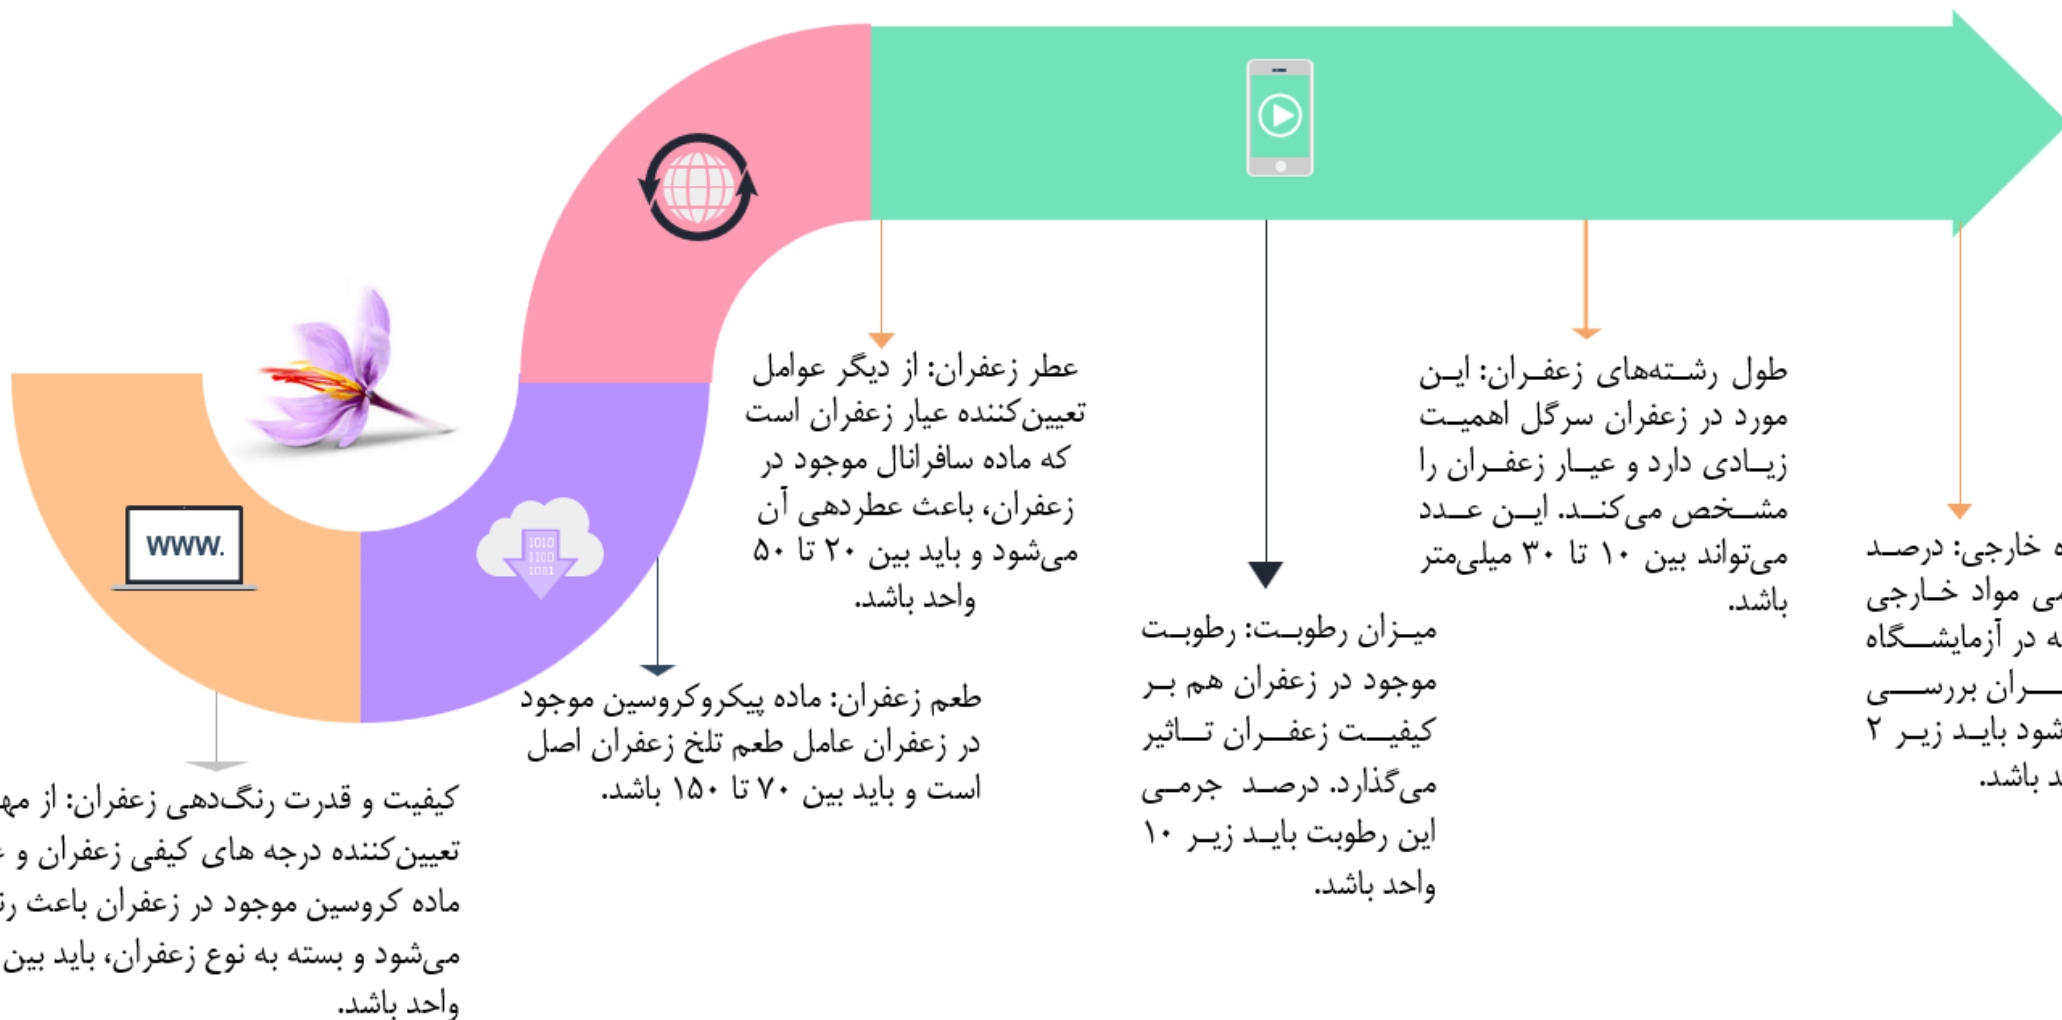 WWW.
1010
1100
1001
کیفیت و قدرت رنگ‌دهی زعفران: از
تعیین‌کننده درجه های کیفی زعفران و
ماده کروسین موجود در زعفران باعث
می‌شود و بسته به نوع زعفران، باید بین
واحد باشد.
طعم زعفران: ماده پیکروکروسین موجود
در زعفران عامل طعم تلخ زعفران اصل
است و باید بین ۷۰ تا ۱۵۰ باشد.
عطر زعفران: از دیگر عوامل
تعیین‌کننده عیار زعفران است
که ماده سافرانال موجود در
زعفران، باعث عطردهی آن
می‌شود و باید بین ۲۰ تا ۵۰
واحد باشد.
میزان رطوبت: رطوبت
موجود در زعفران هم بر
کیفیت زعفران تاثیر
می‌گذارد. درصد جرمی
این رطوبت باید زیر ۱۰
واحد باشد.
طول رشته‌های زعفران: این
مورد در زعفران سرگل اهمیت
زیادی دارد و عیار زعفران را
مشخص می‌کند. این عدد
می‌تواند بین ۱۰ تا ۳۰ میلی‌متر
باشد.
خارجی: درصد
مواد خارجی
در آزمایشگاه
بررسی
باید زیر ۲
باشد.